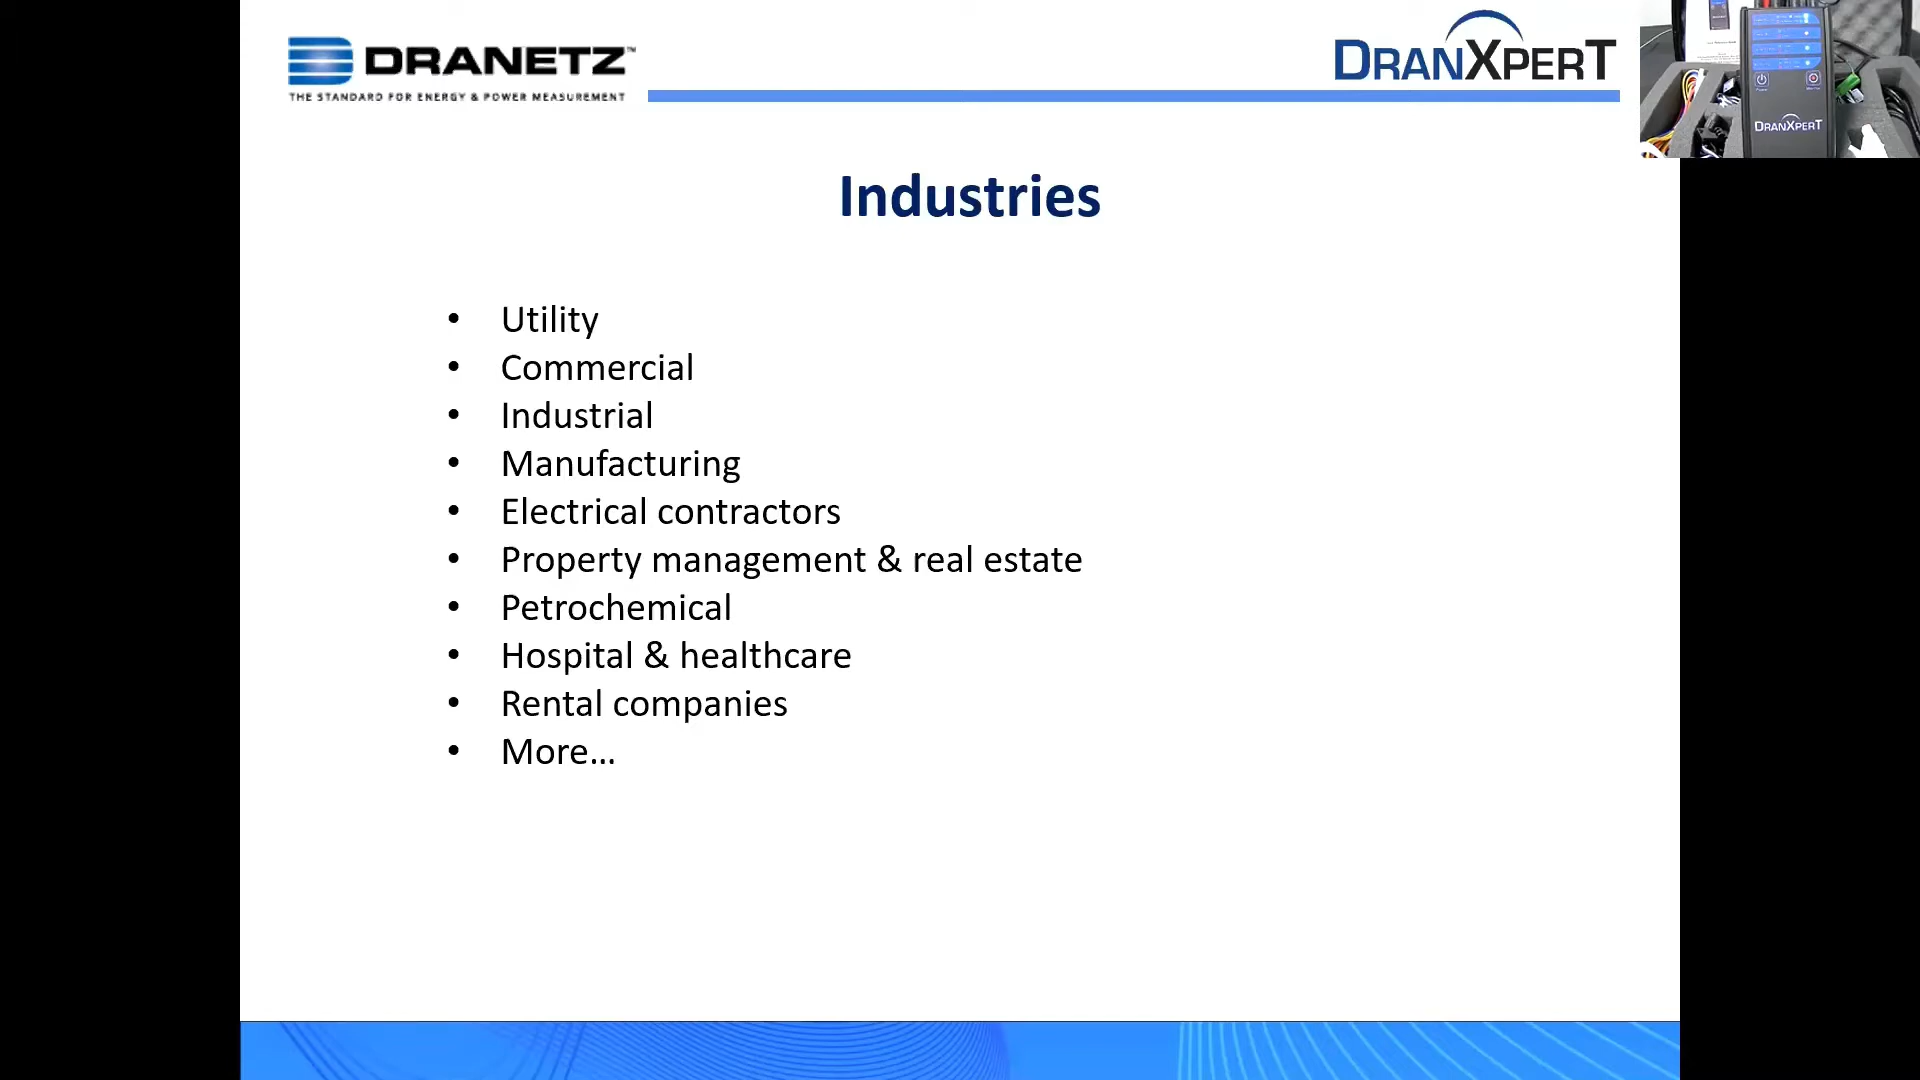 DRANETZ™
THE STANDARD FOR ENERGY & POWER MEASUREMENT
DRANXPERT
DRANXPERT
Industries
• Utility
• Commercial
• Industrial
• Manufacturing
• Electrical contractors
• Property management & real estate
• Petrochemical
• Hospital & healthcare
• Rental companies
• More...